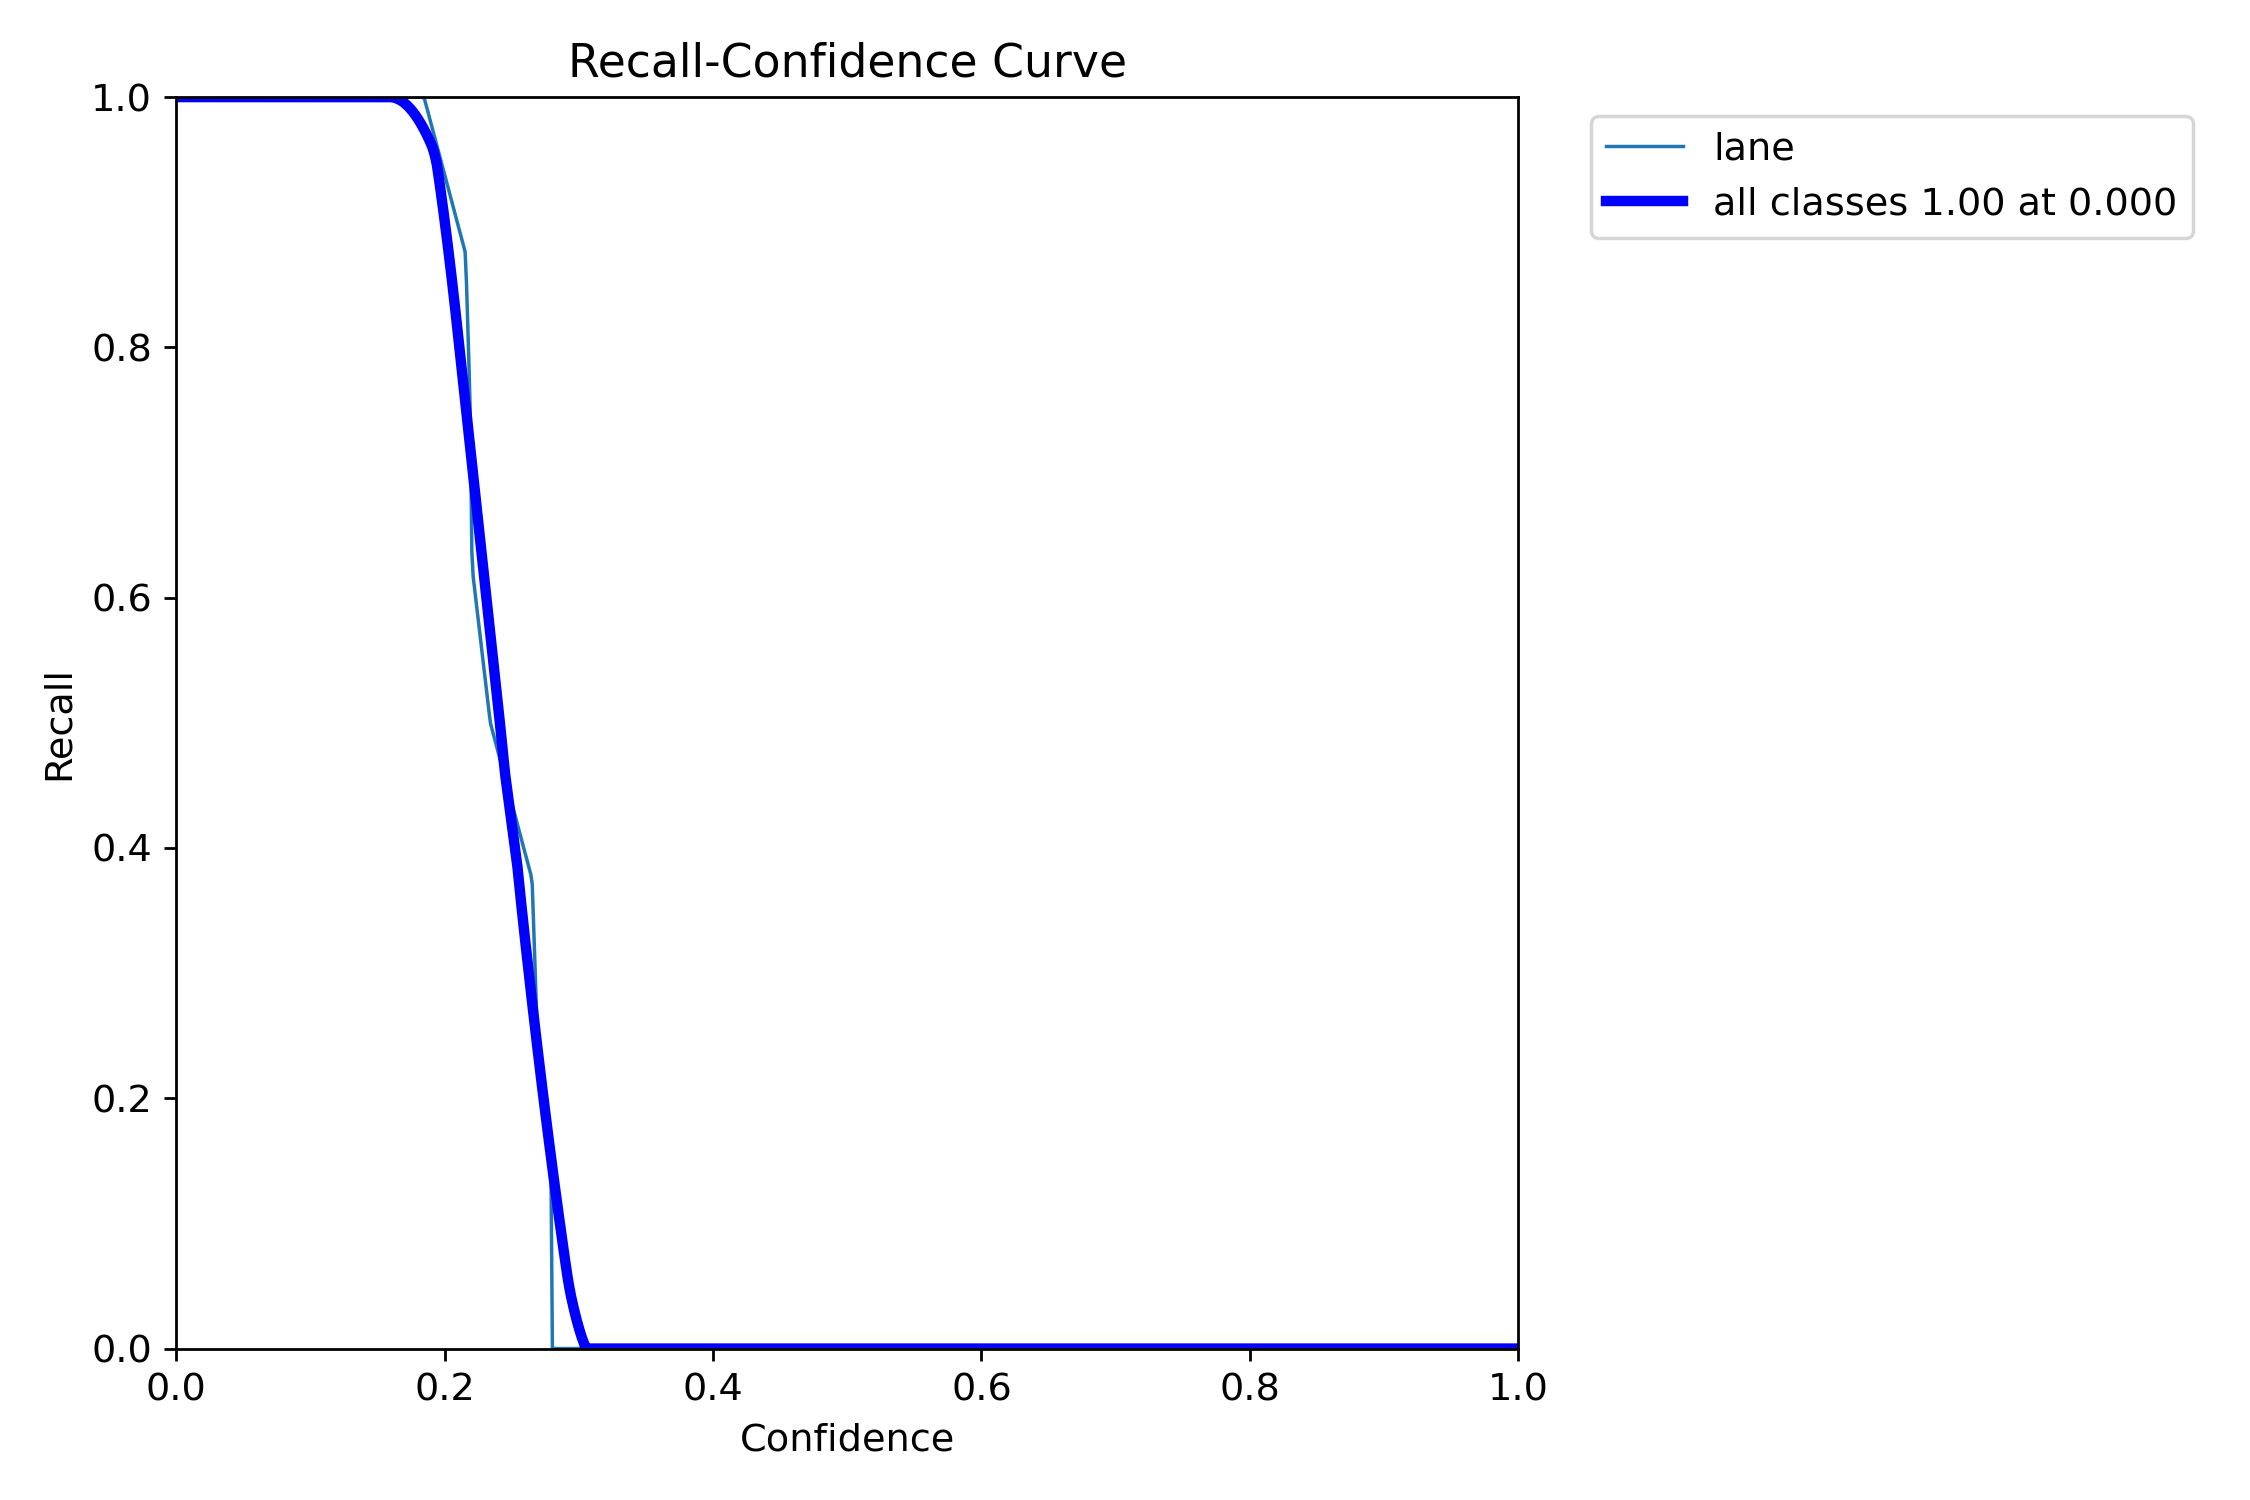 Recall-Confidence Curve
lane
all classes 1.00 at 0.000
1.0
0.8
0.6
0.4
0.2
0.0
Recall
0.0 0.2 0.4 0.6 0.8 1.0
Confidence